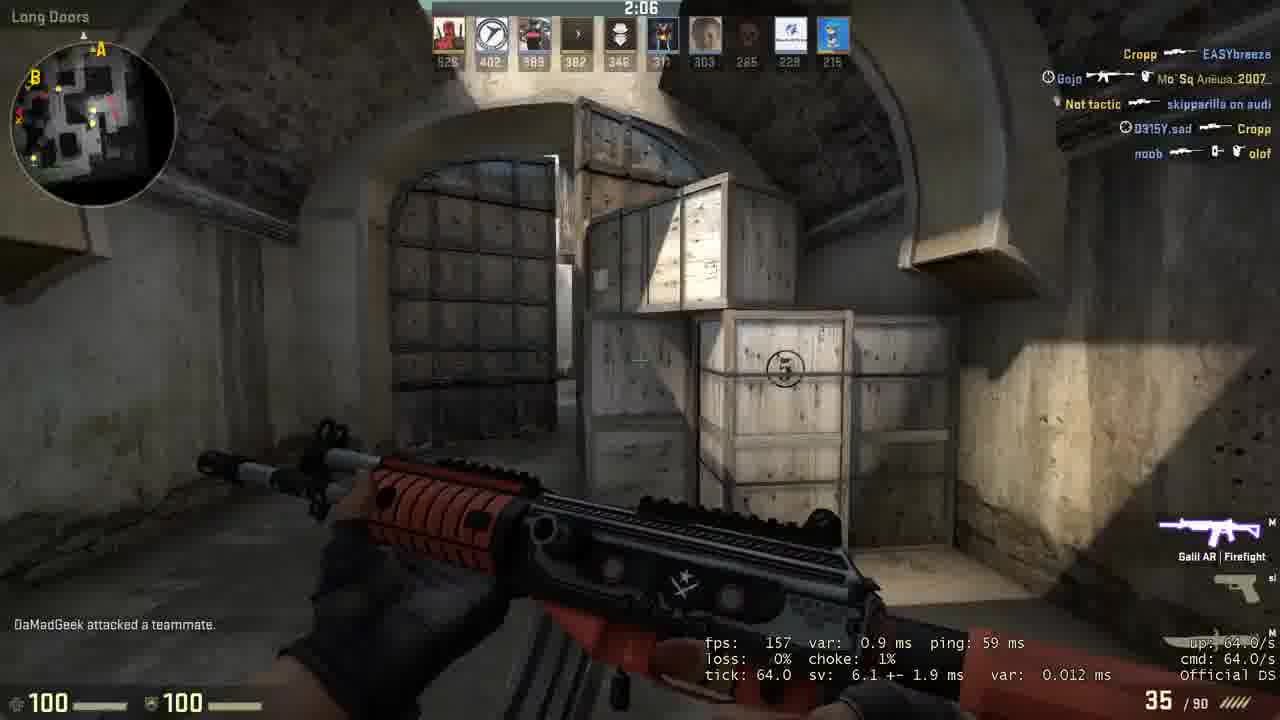 Long Doors
2:06
A
B
526 402 389 382 346 311 303 265 229 215
Cropp EASYbreeze
Gojo Mo`Sq Алёша_2007_
Not tactic skipparilla on audi
D315Y.sad Cropp
noob olof
5
Galil AR | Firefight
DaMadGeek attacked a teammate.
fps: 157 var: 0.9 ms ping: 59 ms
loss: 0% choke: 1%
tick: 64.0 sv: 6.1 +- 1.9 ms var: 0.012 ms
up: 64.0/s
cmd: 64.0/s
Official DS
100 100
35 / 90